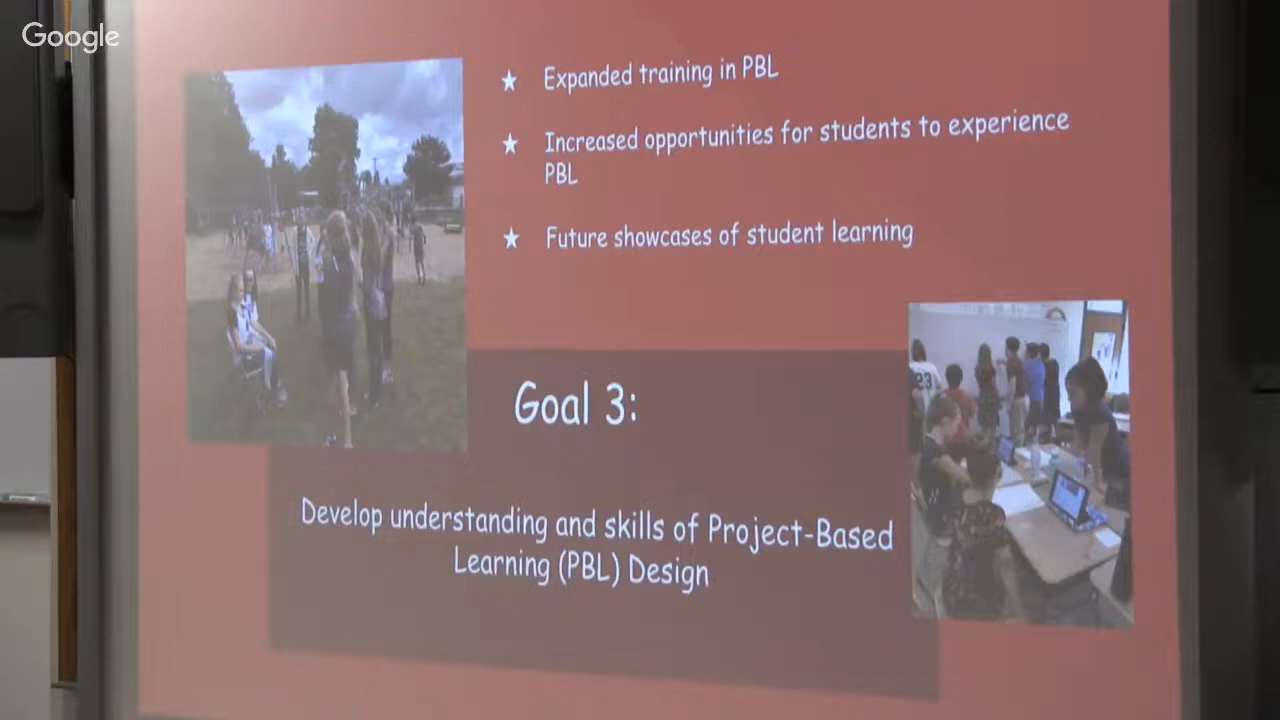 Google
★ Expanded training in PBL
★ Increased opportunities for students to experience
PBL
★ Future showcases of student learning
Goal 3:
Develop understanding and skills of Project-Based
Learning (PBL) Design
23